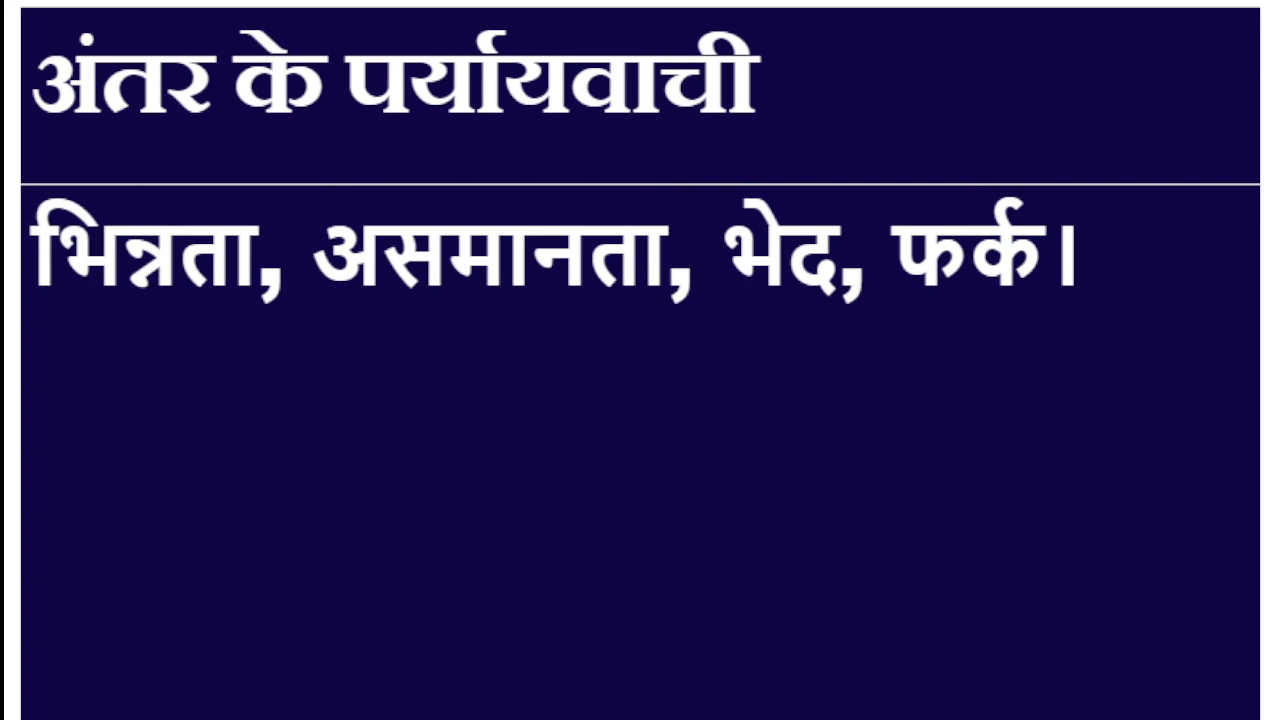 अंतर के पर्यायवाची
भिन्नता, असमानता, भेद, फर्क।